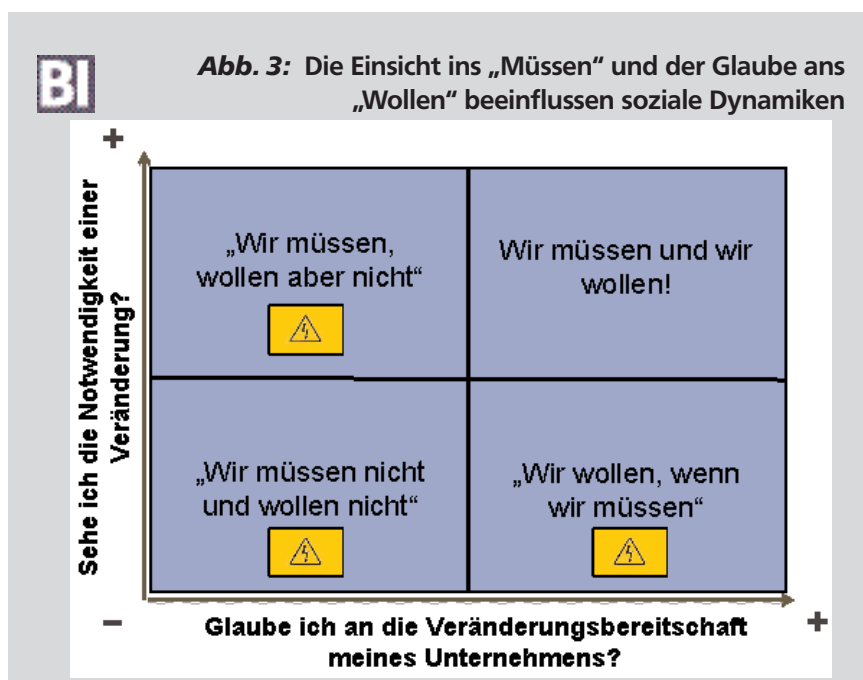 BI
Abb. 3: Die Einsicht ins „Müssen“ und der Glaube ans
„Wollen“ beeinflussen soziale Dynamiken
+
Sehe ich die Notwendigkeit einer
Veränderung?
„Wir müssen,
wollen aber nicht“
Wir müssen und wir
wollen!
„Wir müssen nicht
und wollen nicht“
„Wir wollen, wenn
wir müssen“
–
Glaube ich an die Veränderungsbereitschaft
meines Unternehmens?
+